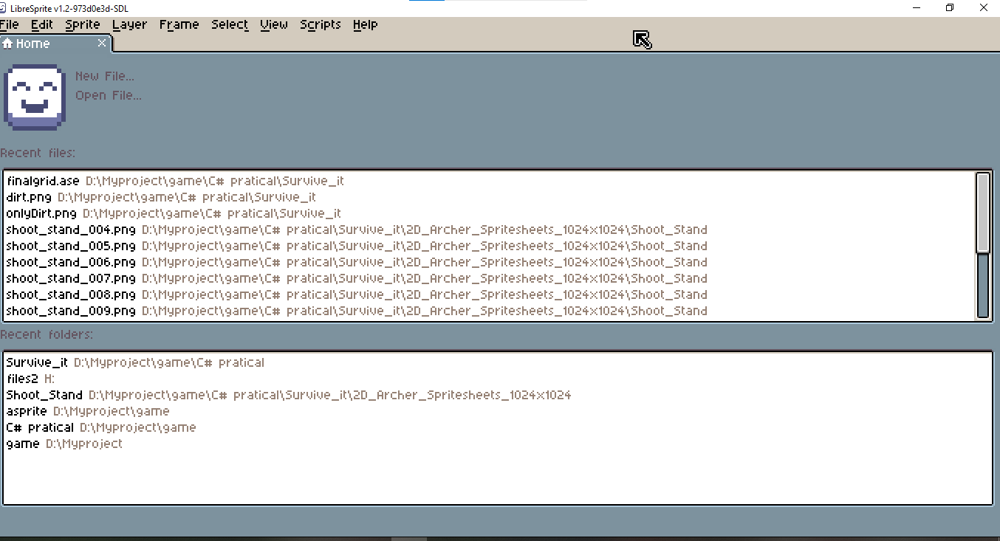 LibreSprite v1.2-973d0e3d-SDL
File Edit Sprite Layer Frame Select View Scripts Help
Home
New File...
Open File...
Recent files:
finalgrid.ase D:\Myproject\game\C# pratical\Survive_it
dirt.png D:\Myproject\game\C# pratical\Survive_it
onlyDirt.png D:\Myproject\game\C# pratical\Survive_it
shoot_stand_004.png D:\Myproject\game\C# pratical\Survive_it\2D_Archer_Spritesheets_1024x1024\Shoot_Stand
shoot_stand_005.png D:\Myproject\game\C# pratical\Survive_it\2D_Archer_Spritesheets_1024x1024\Shoot_Stand
shoot_stand_006.png D:\Myproject\game\C# pratical\Survive_it\2D_Archer_Spritesheets_1024x1024\Shoot_Stand
shoot_stand_007.png D:\Myproject\game\C# pratical\Survive_it\2D_Archer_Spritesheets_1024x1024\Shoot_Stand
shoot_stand_008.png D:\Myproject\game\C# pratical\Survive_it\2D_Archer_Spritesheets_1024x1024\Shoot_Stand
shoot_stand_009.png D:\Myproject\game\C# pratical\Survive_it\2D_Archer_Spritesheets_1024x1024\Shoot_Stand
Recent folders:
Survive_it D:\Myproject\game\C# pratical
files2 H:
Shoot_Stand D:\Myproject\game\C# pratical\Survive_it\2D_Archer_Spritesheets_1024x1024
asprite D:\Myproject\game
C# pratical D:\Myproject\game
game D:\Myproject